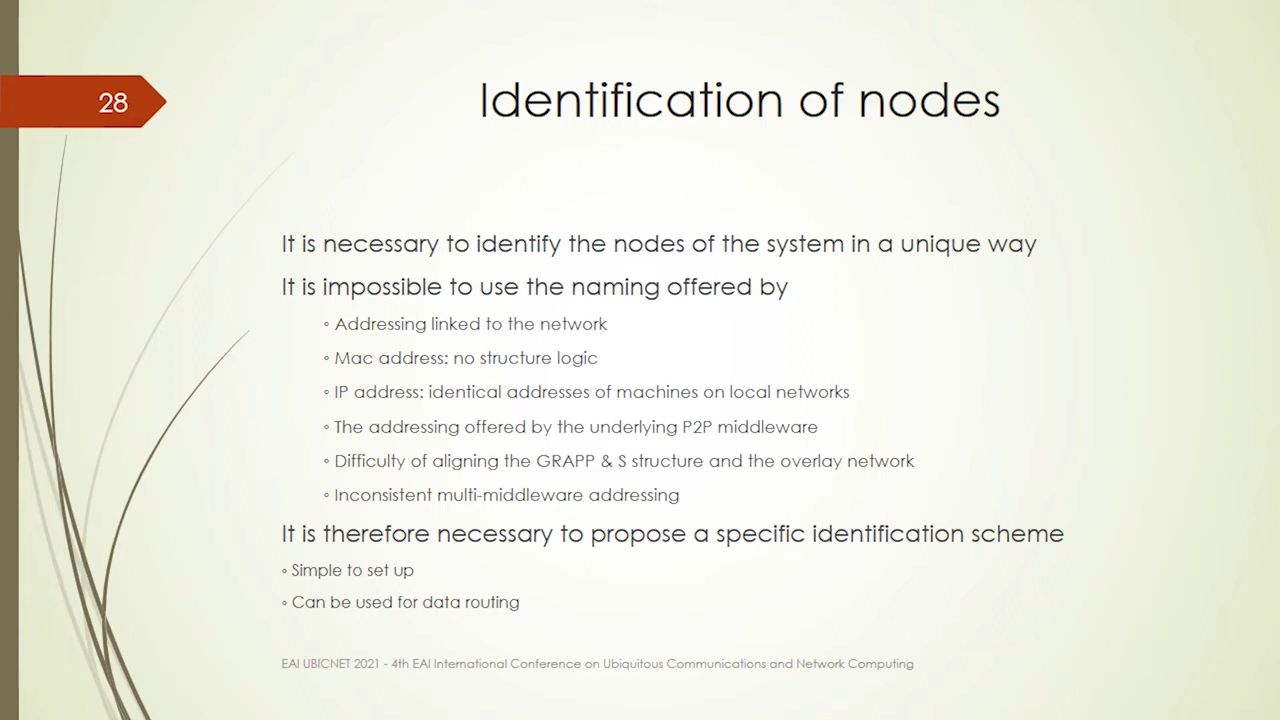 28
Identification of nodes
It is necessary to identify the nodes of the system in a unique way
It is impossible to use the naming offered by
◦ Addressing linked to the network
◦ Mac address: no structure logic
◦ IP address: identical addresses of machines on local networks
◦ The addressing offered by the underlying P2P middleware
◦ Difficulty of aligning the GRAPP & S structure and the overlay network
◦ Inconsistent multi-middleware addressing
It is therefore necessary to propose a specific identification scheme
◦ Simple to set up
◦ Can be used for data routing
EAI UBICNET 2021 - 4th EAI International Conference on Ubiquitous Communications and Network Computing